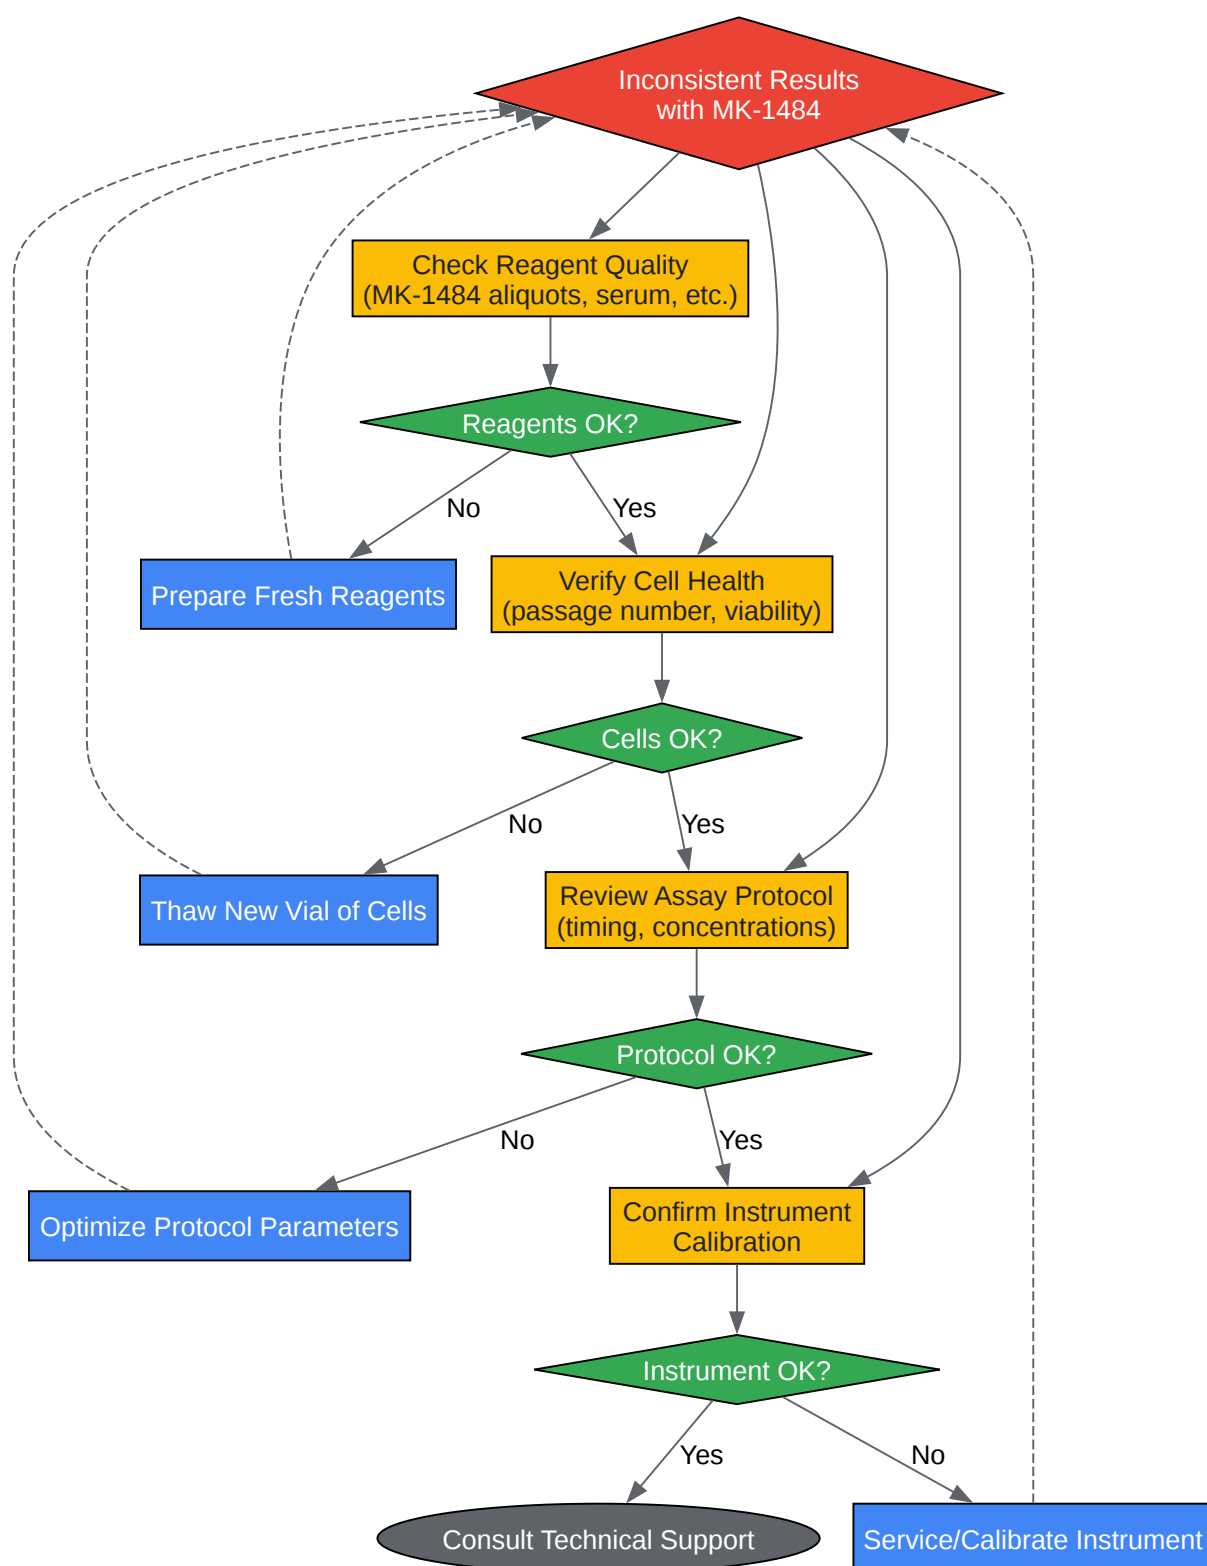 Inconsistent Results
with MK-1484
Check Reagent Quality
(MK-1484 aliquots, serum, etc.)
Reagents OK?
No
Yes
Prepare Fresh Reagents
Verify Cell Health
(passage number, viability)
Cells OK?
No
Yes
Thaw New Vial of Cells
Review Assay Protocol
(timing, concentrations)
Protocol OK?
No
Yes
Optimize Protocol Parameters
Confirm Instrument
Calibration
Instrument OK?
Yes
No
Consult Technical Support
Service/Calibrate Instrument